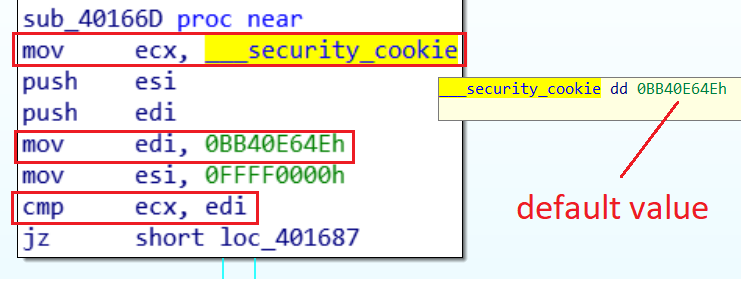 sub_40166D proc near
mov ecx, ___security_cookie
push esi
push edi
mov edi, 0BB40E64Eh
mov esi, 0FFFF0000h
cmp ecx, edi
jz short loc_401687
___security_cookie dd 0BB40E64Eh
default value